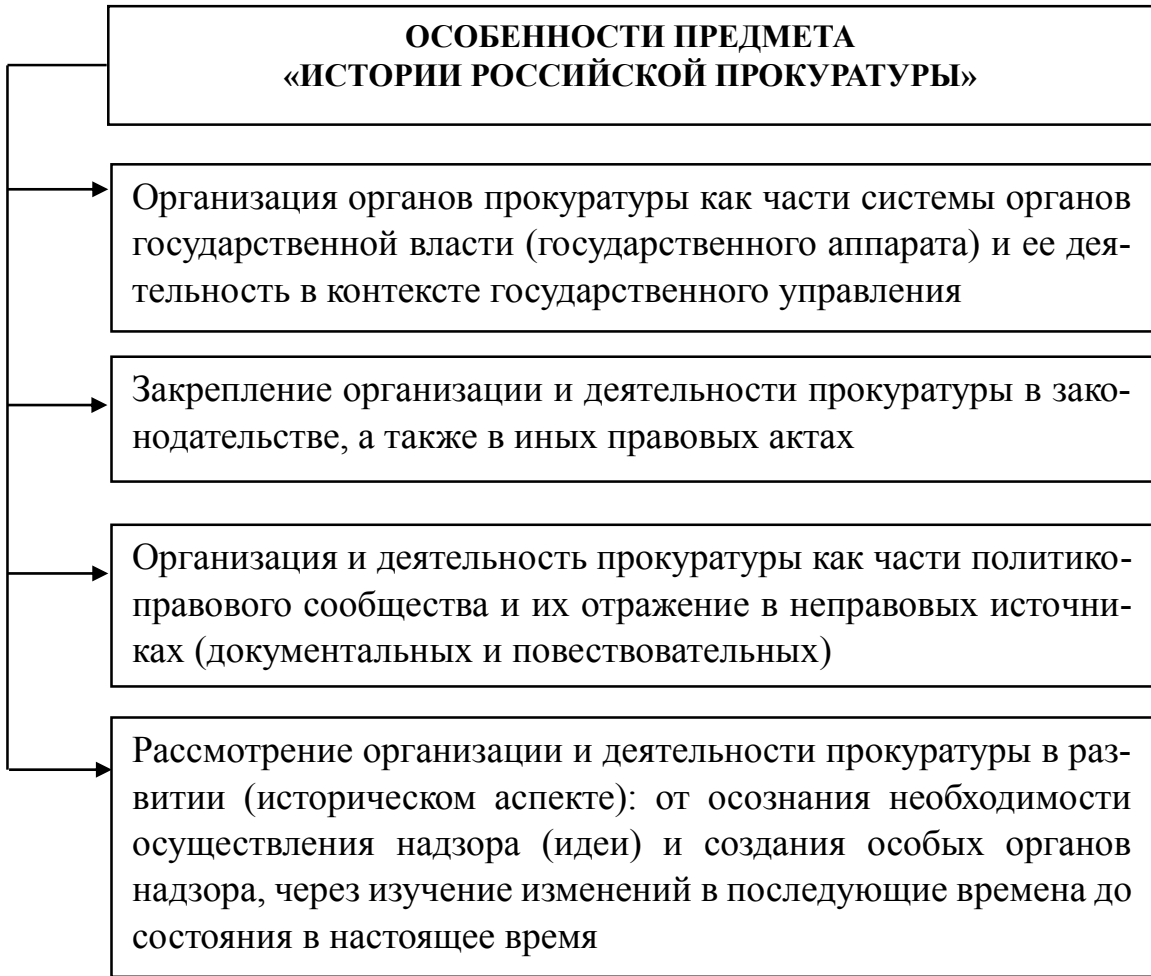 ОСОБЕННОСТИ ПРЕДМЕТА
«ИСТОРИИ РОССИЙСКОЙ ПРОКУРАТУРЫ»
Организация органов прокуратуры как части системы органов
государственной власти (государственного аппарата) и ее дея-
тельность в контексте государственного управления
Закрепление организации и деятельности прокуратуры в зако-
нодательстве, а также в иных правовых актах
Организация и деятельность прокуратуры как части политико-
правового сообщества и их отражение в неправовых источни-
ках (документальных и повествовательных)
Рассмотрение организации и деятельности прокуратуры в раз-
витии (историческом аспекте): от осознания необходимости
осуществления надзора (идеи) и создания особых органов
надзора, через изучение изменений в последующие времена до
состояния в настоящее время